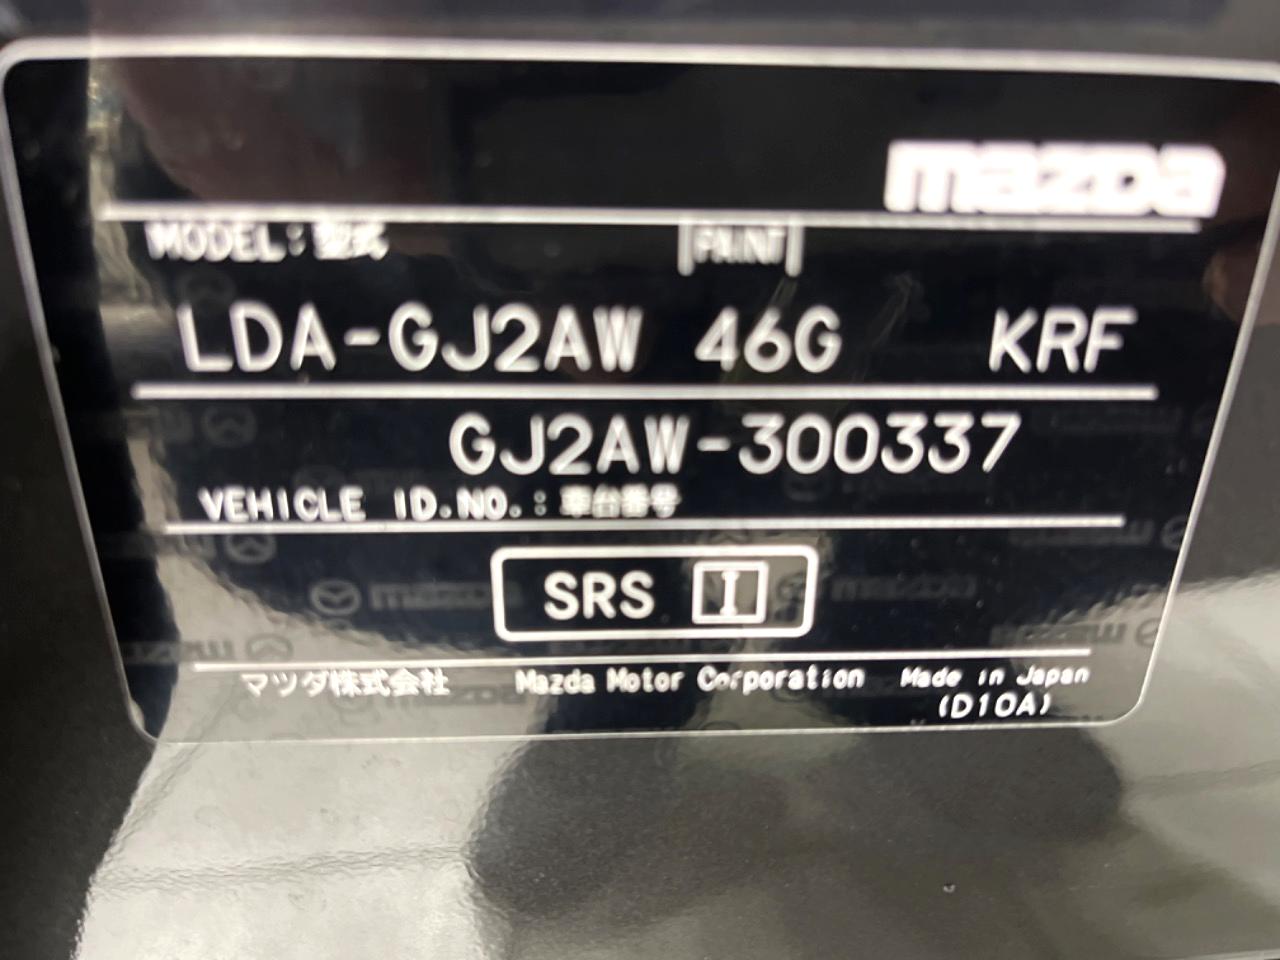 mazda
MODEL：型式 PAINT
LDA-GJ2AW 46G KRF
GJ2AW-300337
VEHICLE ID.NO.：車台番号
SRS I
マツダ株式会社 Mazda Motor Corporation Made in Japan
(D10A)